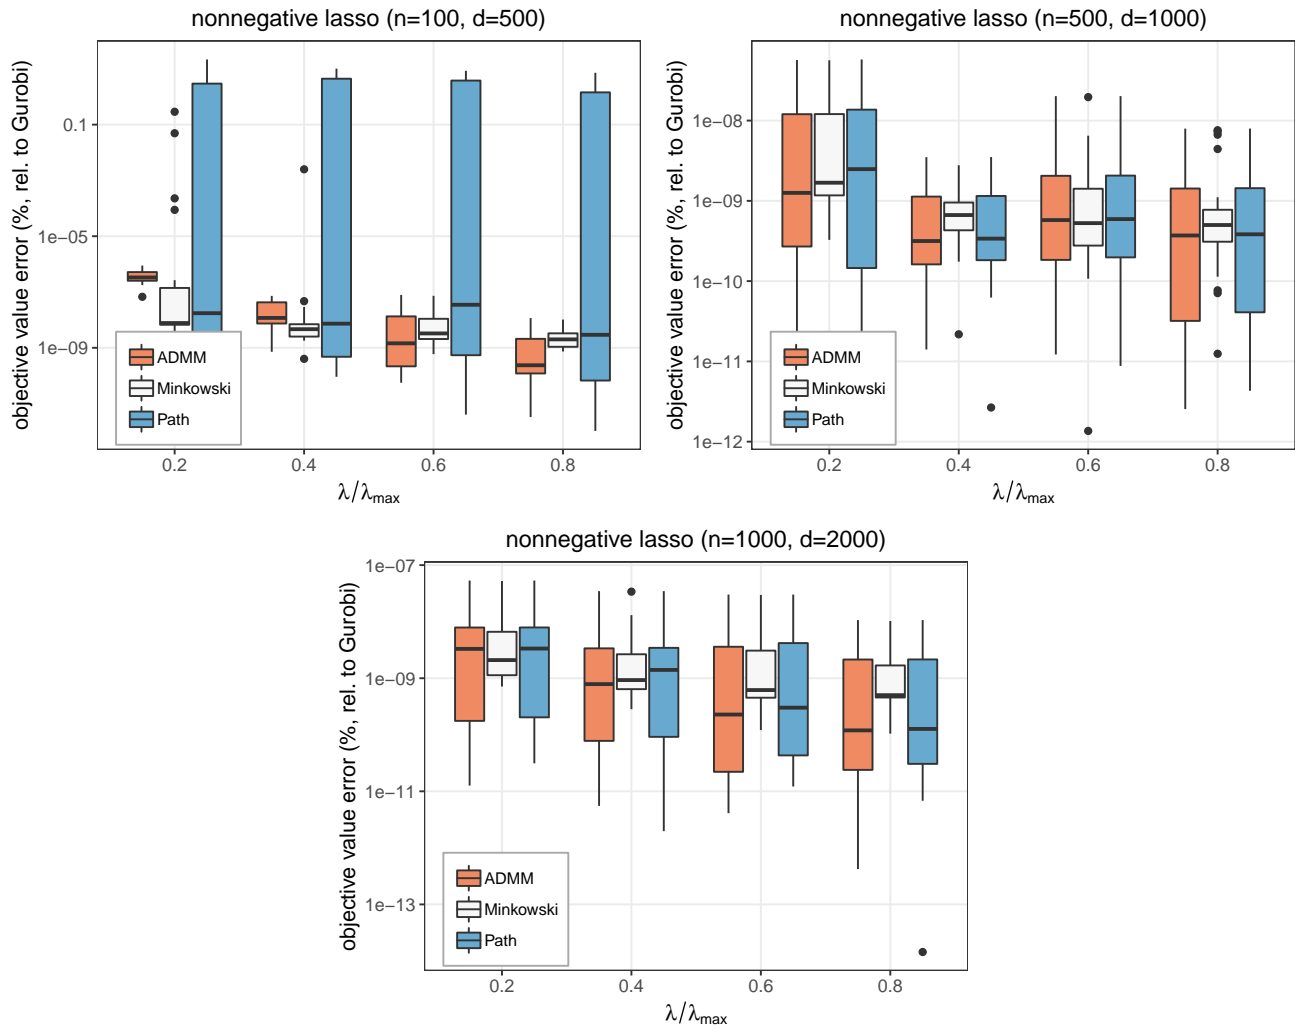 nonnegative lasso (n=100, d=500)
objective value error (%, rel. to Gurobi)
0.1
1e−05
1e−09
ADMM
Minkowski
Path
0.2 0.4 0.6 0.8
λ/λmax
nonnegative lasso (n=500, d=1000)
objective value error (%, rel. to Gurobi)
1e−08
1e−09
1e−10
1e−11
1e−12
ADMM
Minkowski
Path
0.2 0.4 0.6 0.8
λ/λmax
nonnegative lasso (n=1000, d=2000)
objective value error (%, rel. to Gurobi)
1e−07
1e−09
1e−11
1e−13
ADMM
Minkowski
Path
0.2 0.4 0.6 0.8
λ/λmax